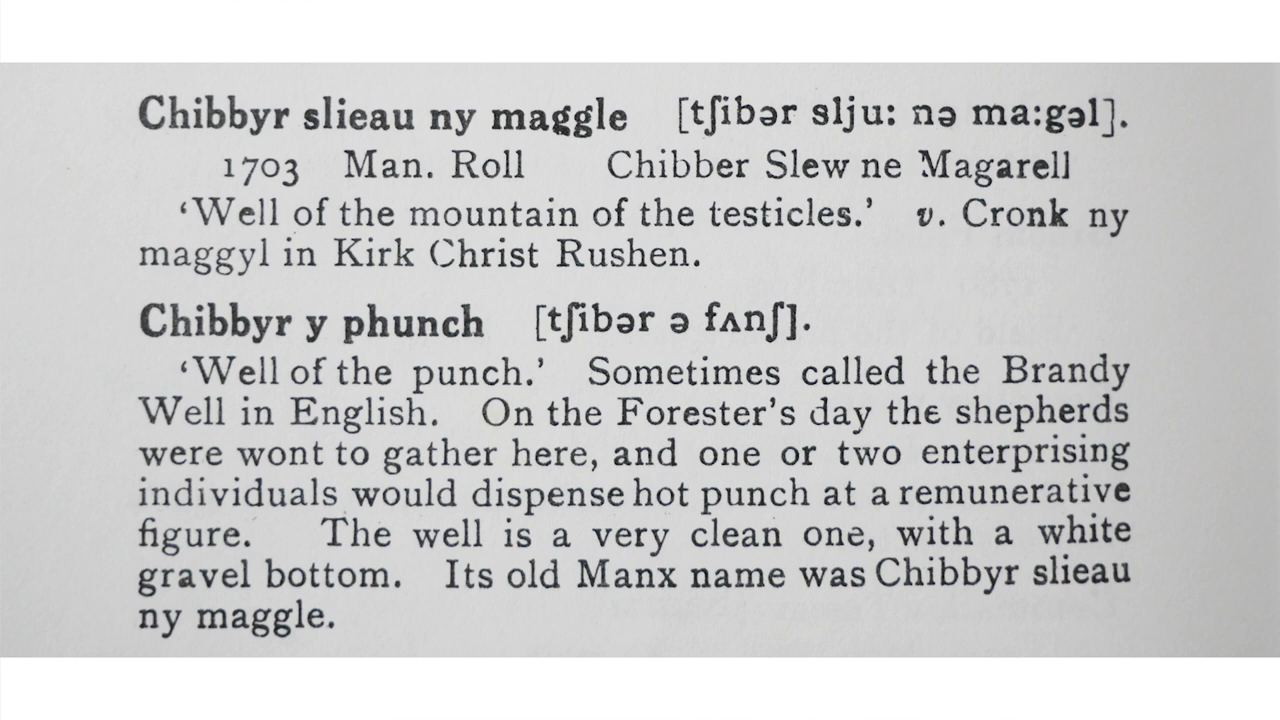 Chibbyr slieau ny maggle [tʃibər slju: nə ma:gəl].
1703 Man. Roll Chibber Slew ne Magarell
‘Well of the mountain of the testicles.’ v. Cronk ny
maggyl in Kirk Christ Rushen.
Chibbyr y phunch [tʃibər ə fʌnʃ].
‘Well of the punch.’ Sometimes called the Brandy
Well in English. On the Forester’s day the shepherds
were wont to gather here, and one or two enterprising
individuals would dispense hot punch at a remunerative
figure. The well is a very clean one, with a white
gravel bottom. Its old Manx name was Chibbyr slieau
ny maggle.